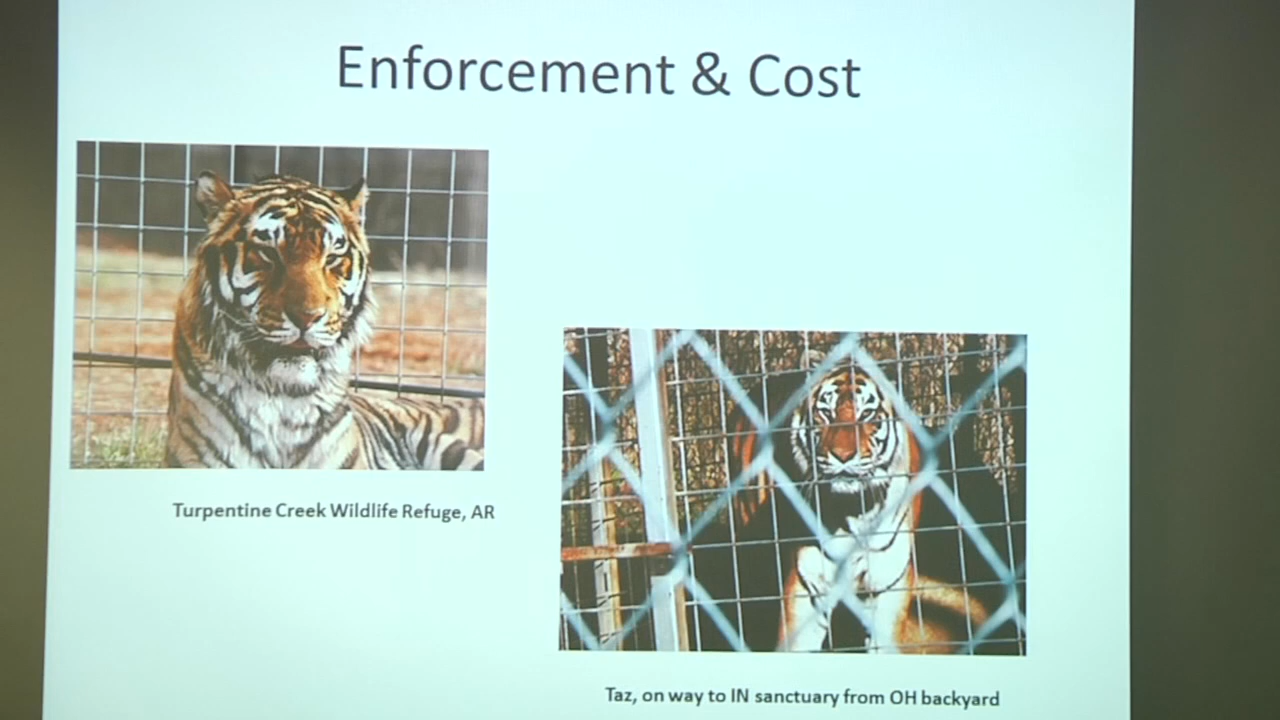 Enforcement & Cost
Turpentine Creek Wildlife Refuge, AR
Taz, on way to IN sanctuary from OH backyard